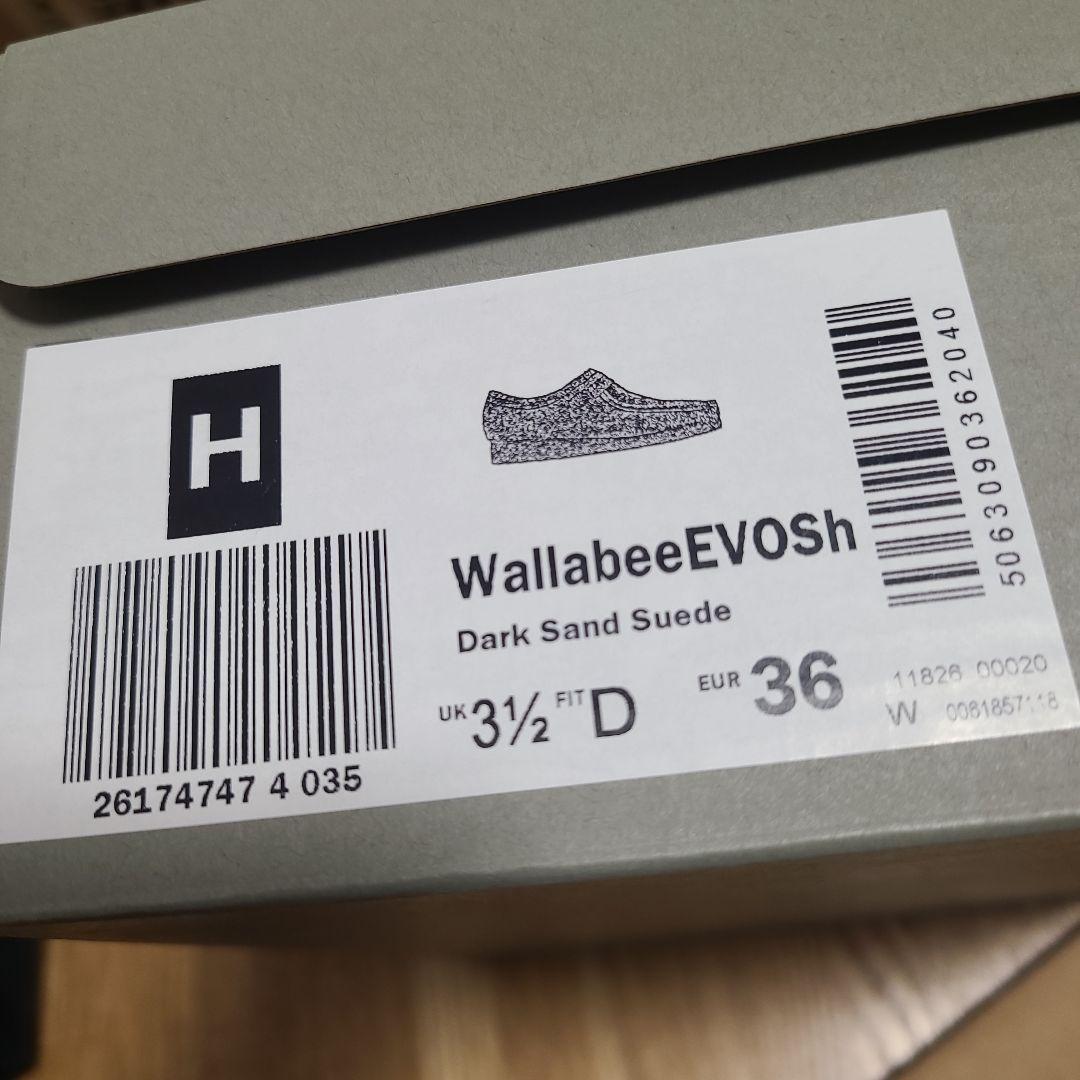 H
WallabeeEVOSh
Dark Sand Suede
UK 3½ FIT D EUR 36
26174747 4 035
5063090362040
11826 00020
W 0081857118